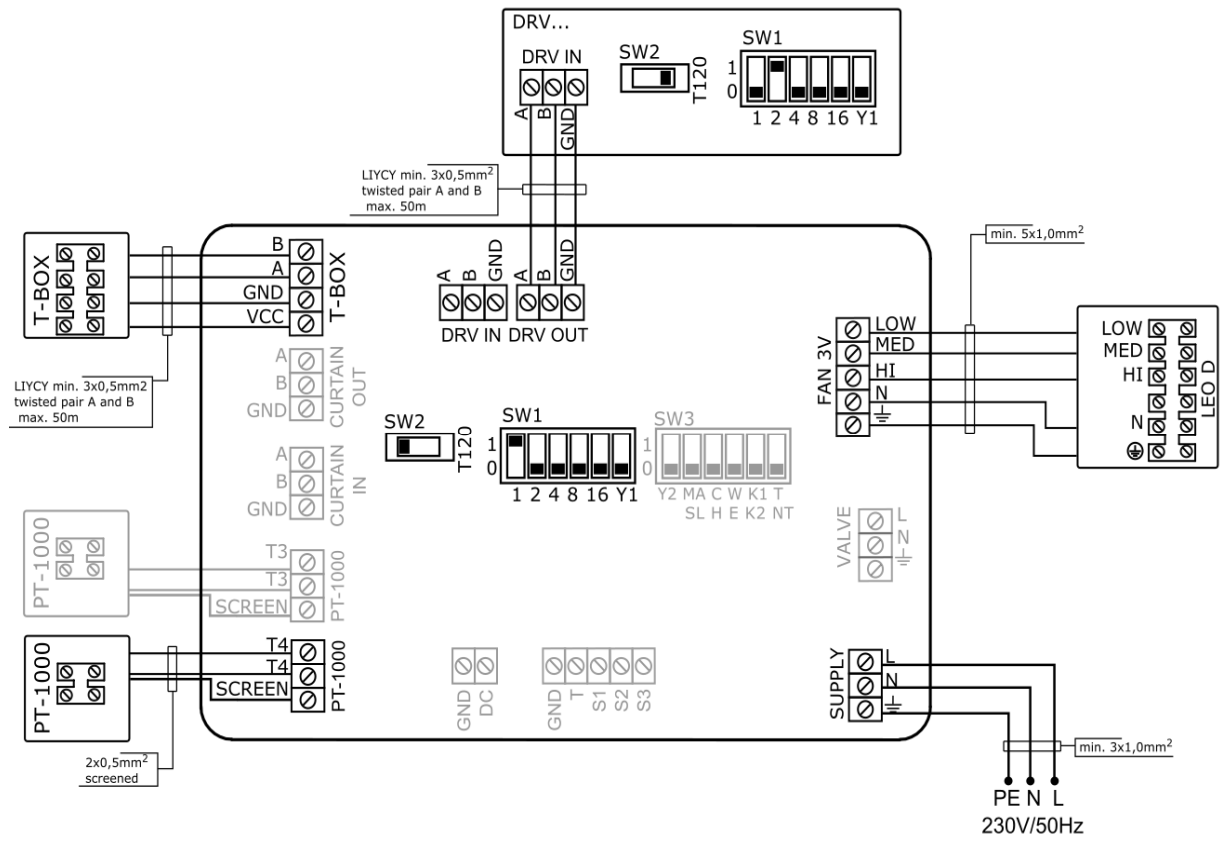 DRV...
DRV IN
A
B
GND
SW2
T120
SW1
1
0
1 2 4 8 16 Y1
LIYCY min. 3x0,5mm²
twisted pair A and B
max. 50m
min. 5x1,0mm²
T-BOX
B
A
GND
VCC
T-BOX
A
B
GND
DRV IN
A
B
GND
DRV OUT
LIYCY min. 3x0,5mm2
twisted pair A and B
max. 50m
A
B
GND
CURTAIN
OUT
A
B
GND
CURTAIN
IN
SW2
T120
SW1
1
0
1 2 4 8 16 Y1
SW3
1
0
Y2 MA C W K1 T
SL H E K2 NT
FAN 3V
LOW
MED
HI
N
LOW
MED
HI
N
LEO D
VALVE
L
N
PT-1000
T3
T3
SCREEN
PT-1000
PT-1000
T4
T4
SCREEN
PT-1000
2x0,5mm²
screened
GND
DC
GND
T
S1
S2
S3
SUPPLY
L
N
min. 3x1,0mm²
PE N L
230V/50Hz